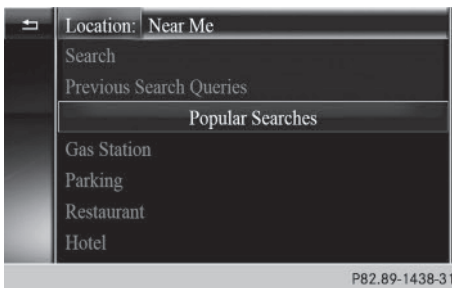 Location: Near Me
Search
Previous Search Queries
Popular Searches
Gas Station
Parking
Restaurant
Hotel
P82.89-1438-31